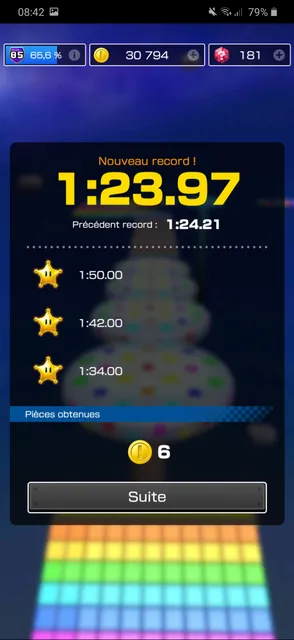 08:42
79%
85 65,6 %
30 794
181
Nouveau record !
1:23.97
Précédent record : 1:24.21
1:50.00
1:42.00
1:34.00
Pièces obtenues
6
Suite